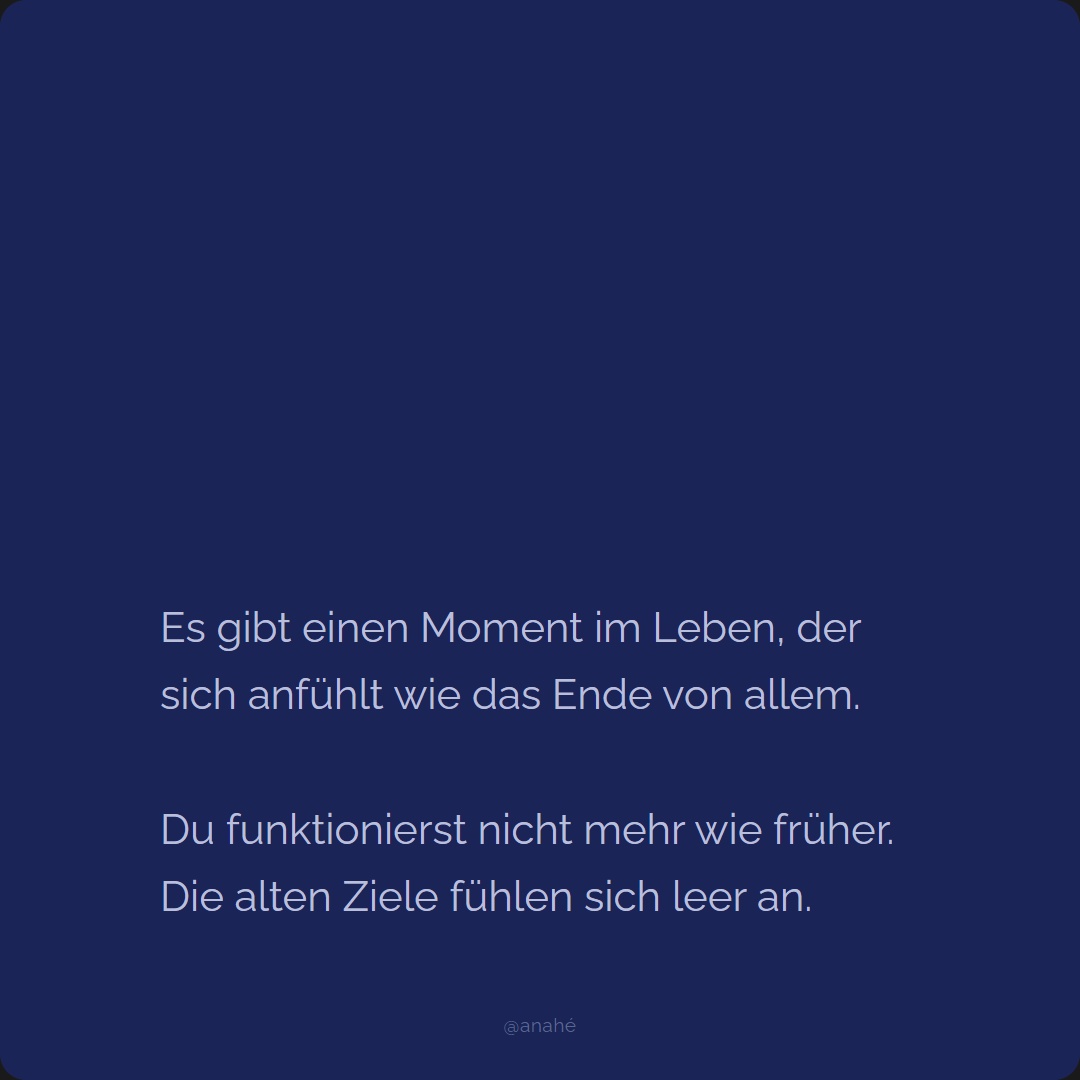 Es gibt einen Moment im Leben, der
sich anfühlt wie das Ende von allem.
Du funktionierst nicht mehr wie früher.
Die alten Ziele fühlen sich leer an.
@anahé